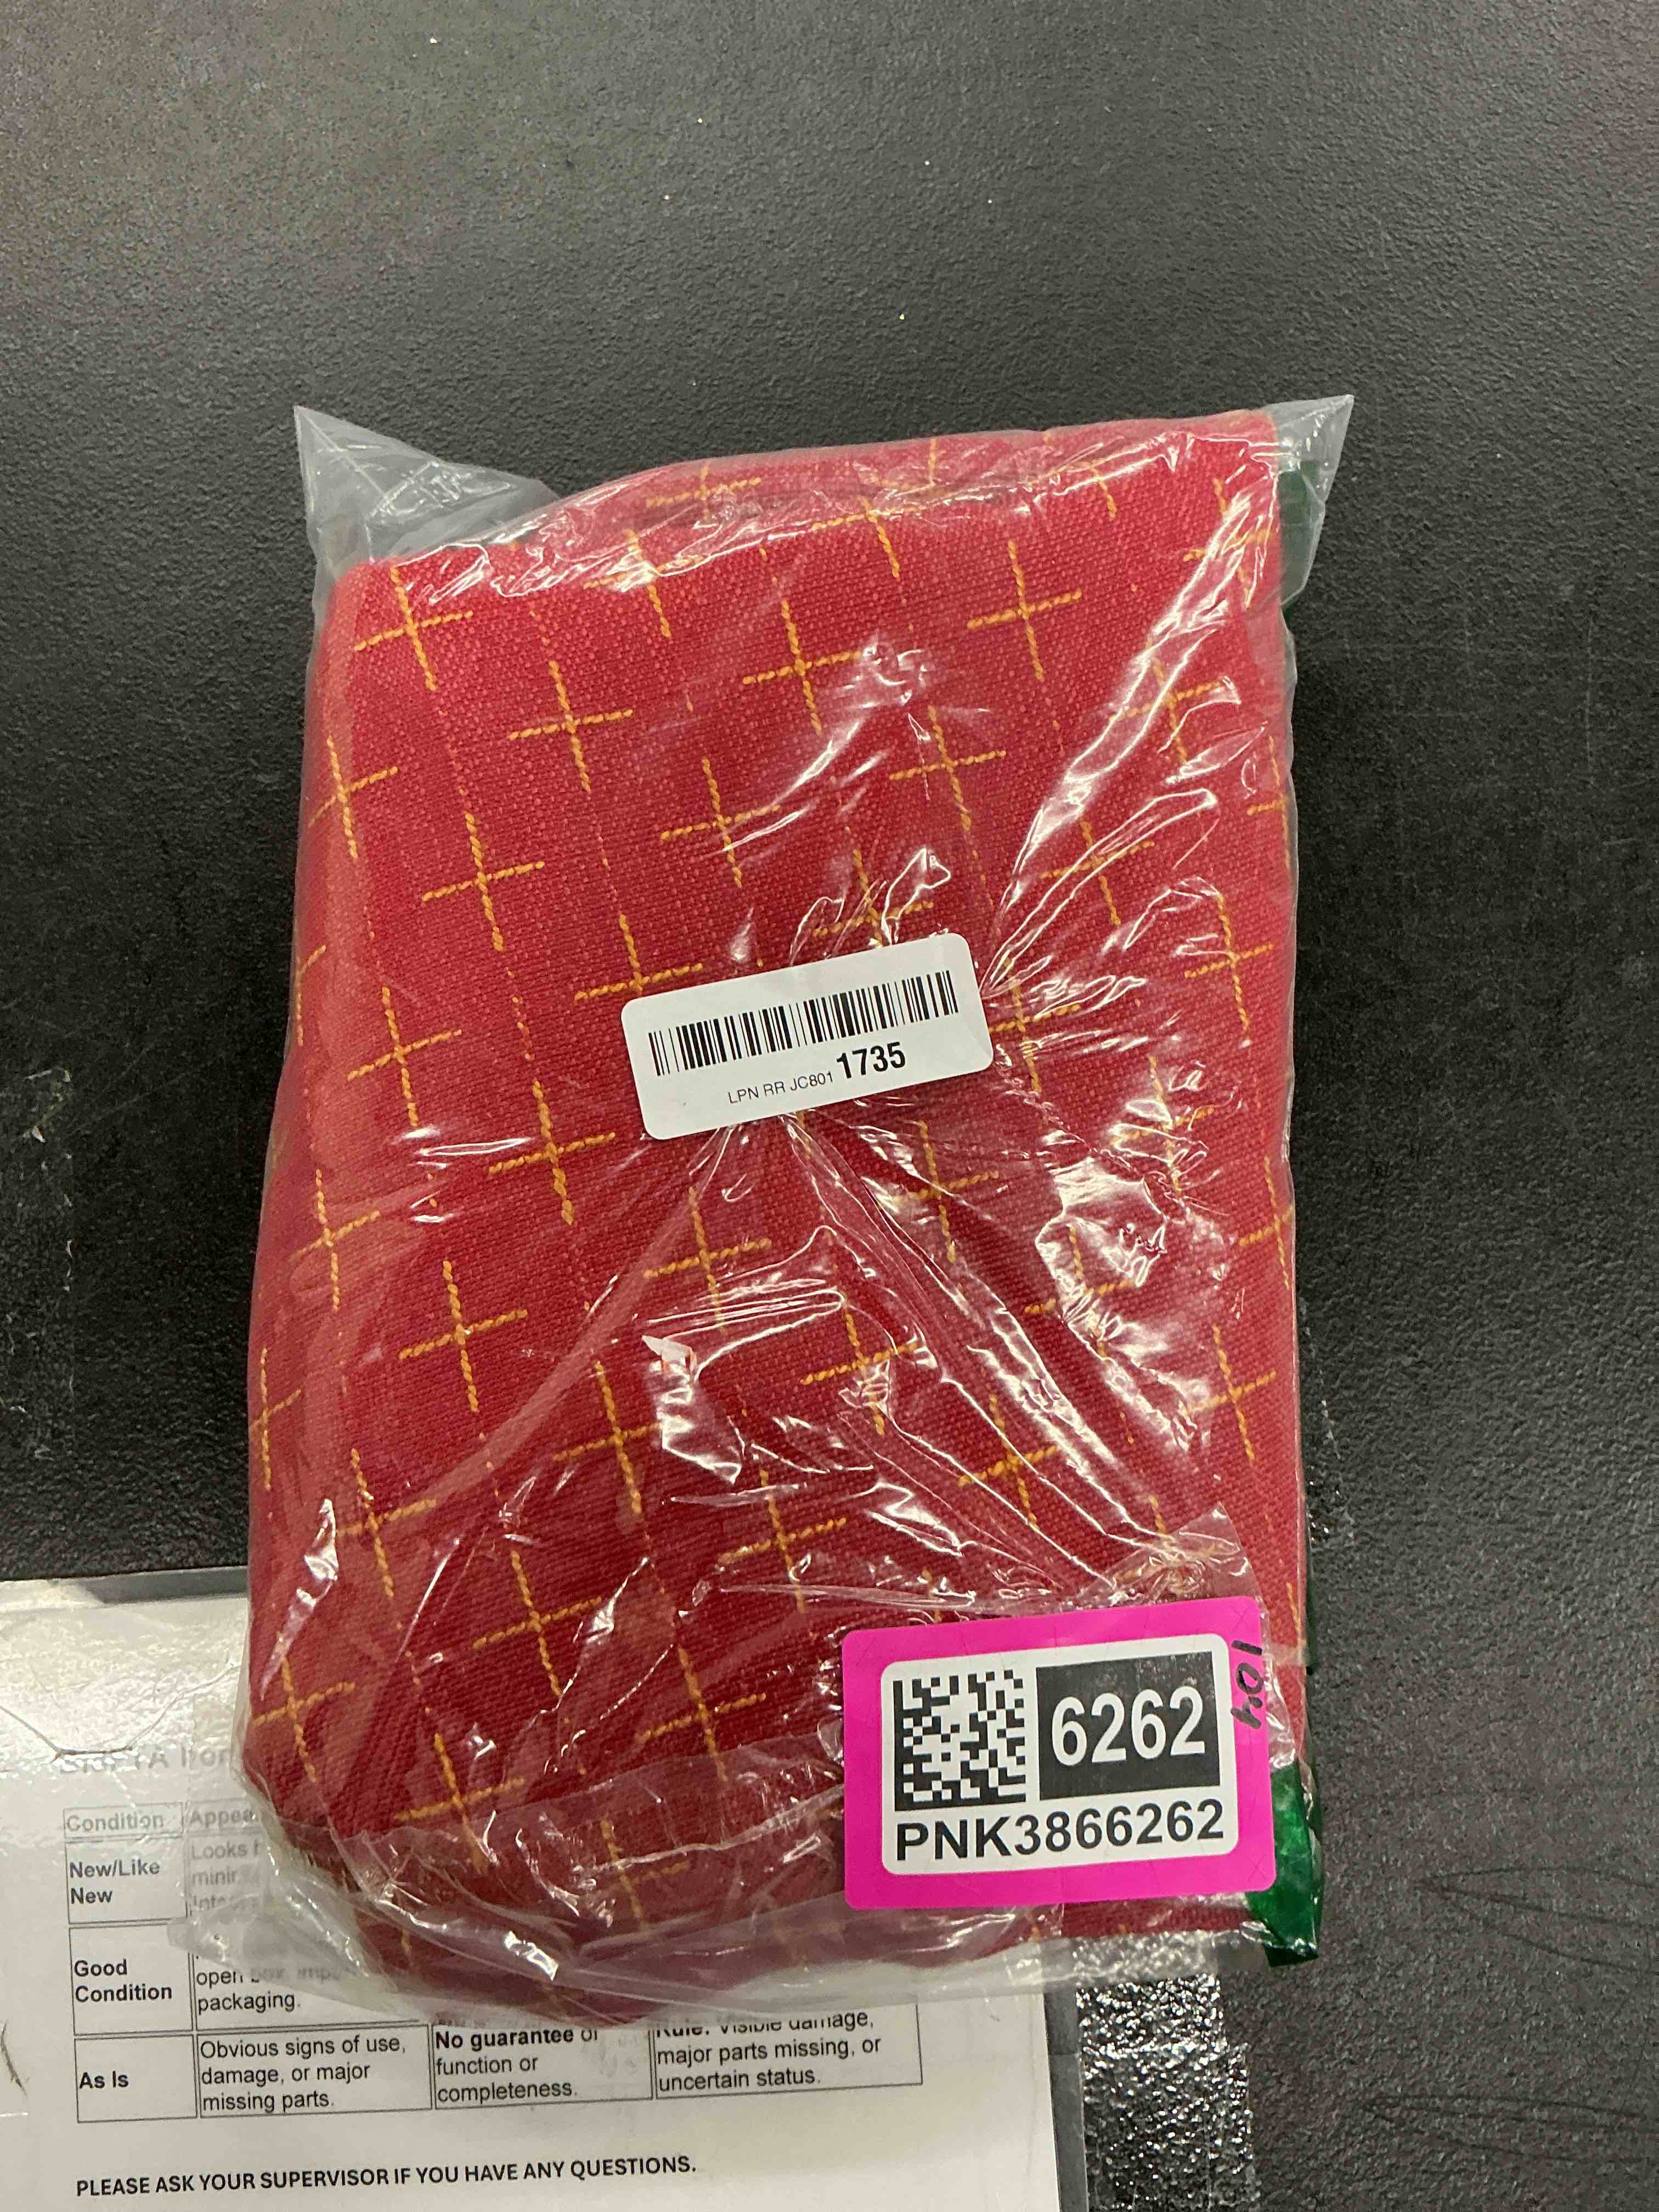 LPN RR JC801 1735
6262
PNK3866262
104
Condition
New/Like
New
Looks
Good
Condition
open
packaging.
As Is
Obvious signs of use,
damage, or major
missing parts.
No guarantee of
function or
completeness.
Rule: Visible damage,
major parts missing, or
uncertain status.
PLEASE ASK YOUR SUPERVISOR IF YOU HAVE ANY QUESTIONS.